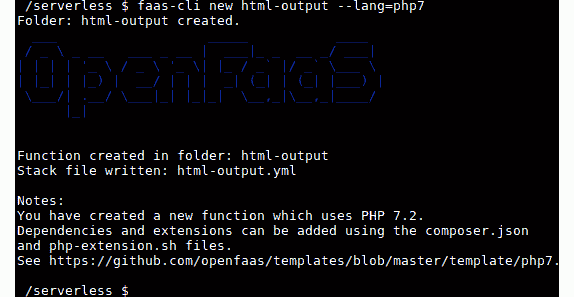 /serverless $ faas-cli new html-output --lang=php7
Folder: html-output created.
OpenFaaS
Function created in folder: html-output
Stack file written: html-output.yml
Notes:
You have created a new function which uses PHP 7.2.
Dependencies and extensions can be added using the composer.json
and php-extension.sh files.
See https://github.com/openfaas/templates/blob/master/template/php7.
/serverless $